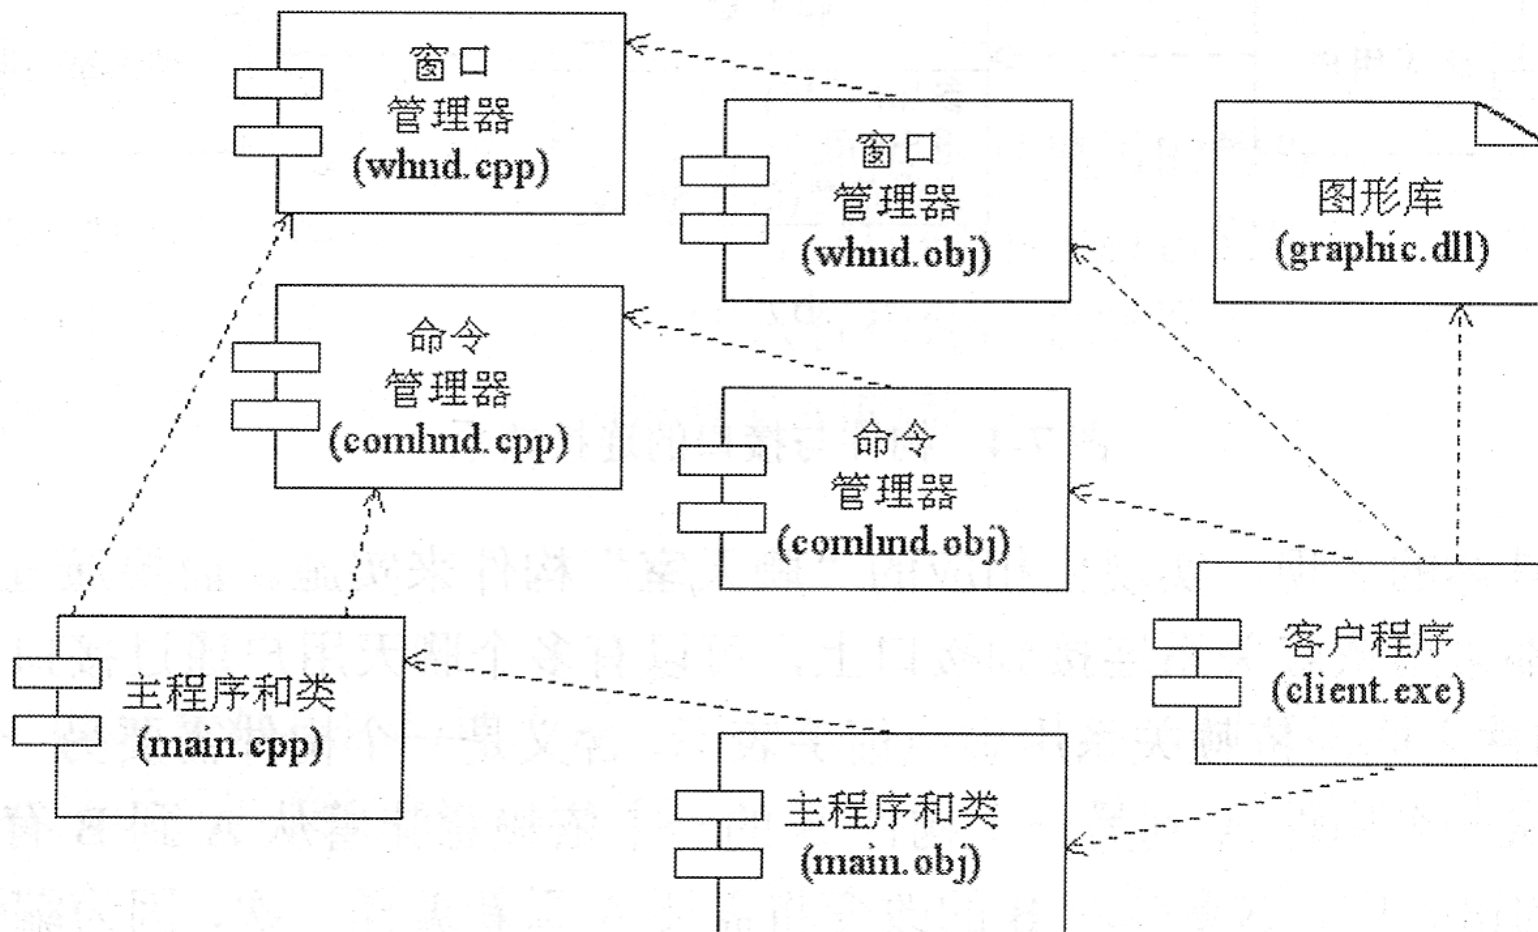 窗口
管理器
(whnd.cpp)
窗口
管理器
(whnd.obj)
图形库
(graphic.dll)
命令
管理器
(comhnd.cpp)
命令
管理器
(comhnd.obj)
主程序和类
(main.cpp)
客户程序
(client.exe)
主程序和类
(main.obj)